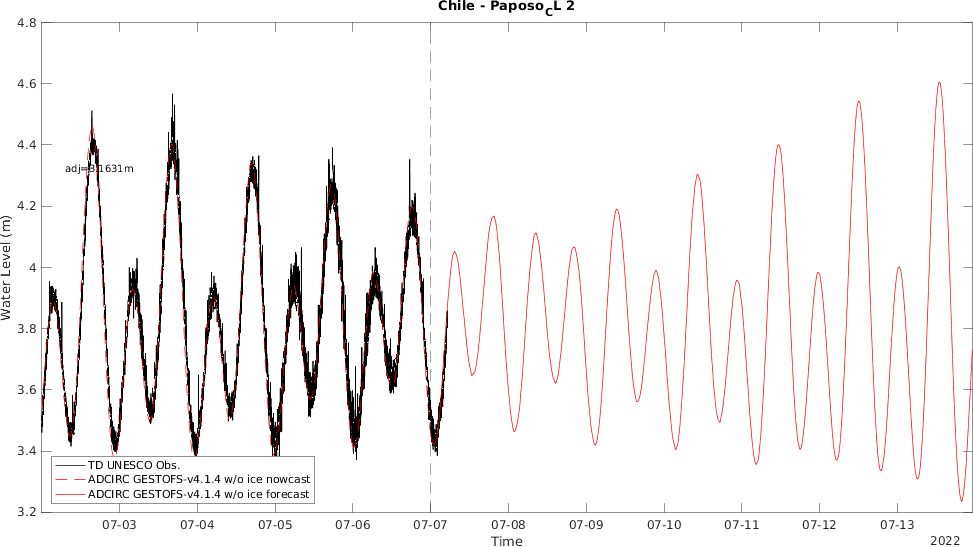 Chile - PaposoCL 2
4.8
4.6
4.4
4.2
4
3.8
3.6
3.4
3.2
Water Level (m)
adj=3.1631m
TD UNESCO Obs.
ADCIRC GESTOFS-v4.1.4 w/o ice nowcast
ADCIRC GESTOFS-v4.1.4 w/o ice forecast
07-03 07-04 07-05 07-06 07-07 07-08 07-09 07-10 07-11 07-12 07-13
Time
2022